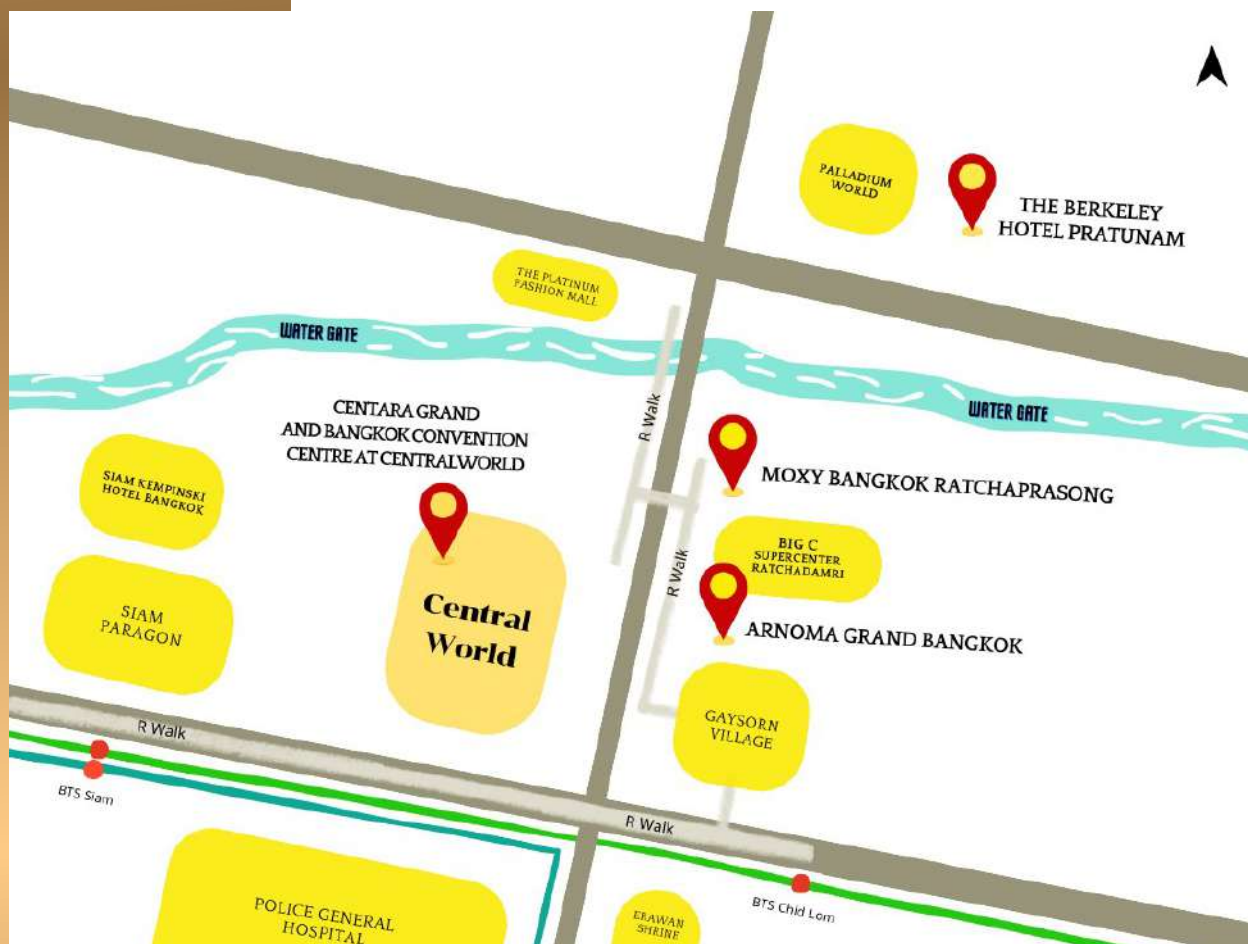 PALLADIUM
WORLD
THE BERKELEY
HOTEL PRATUNAM
THE PLATINUM
FASHION MALL
WATER GATE
WATER GATE
CENTARA GRAND
AND BANGKOK CONVENTION
CENTRE AT CENTRALWORLD
R Walk
MOXY BANGKOK RATCHAPRASONG
SIAM KEMPINSKI
HOTEL BANGKOK
BIG C
SUPERCENTER
RATCHADAMRI
R Walk
SIAM
PARAGON
Central
World
ARNOMA GRAND BANGKOK
GAYSORN
VILLAGE
R Walk
BTS Siam
R Walk
BTS Chid Lom
POLICE GENERAL
HOSPITAL
ERAWAN
SHRINE